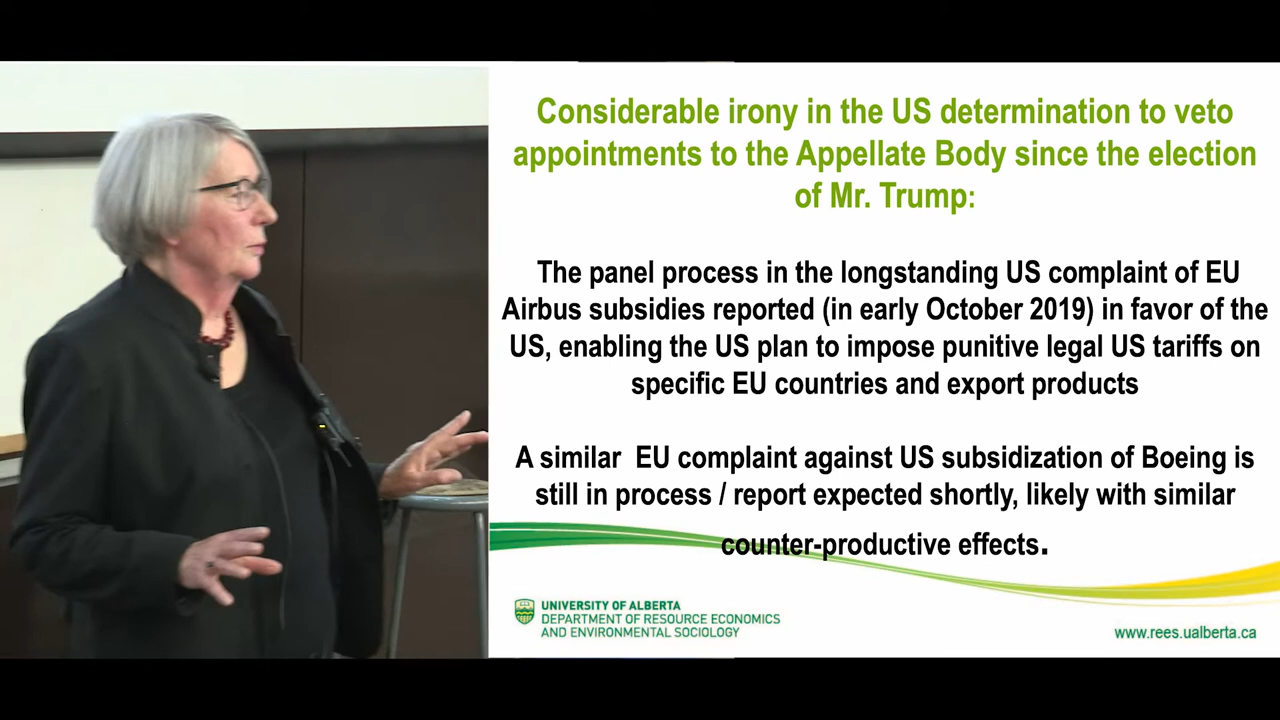 Considerable irony in the US determination to veto
appointments to the Appellate Body since the election
of Mr. Trump:
The panel process in the longstanding US complaint of EU
Airbus subsidies reported (in early October 2019) in favor of the
US, enabling the US plan to impose punitive legal US tariffs on
specific EU countries and export products
A similar  EU complaint against US subsidization of Boeing is
still in process / report expected shortly, likely with similar
counter-productive effects.
UNIVERSITY OF ALBERTA
DEPARTMENT OF RESOURCE ECONOMICS
AND ENVIRONMENTAL SOCIOLOGY
www.rees.ualberta.ca